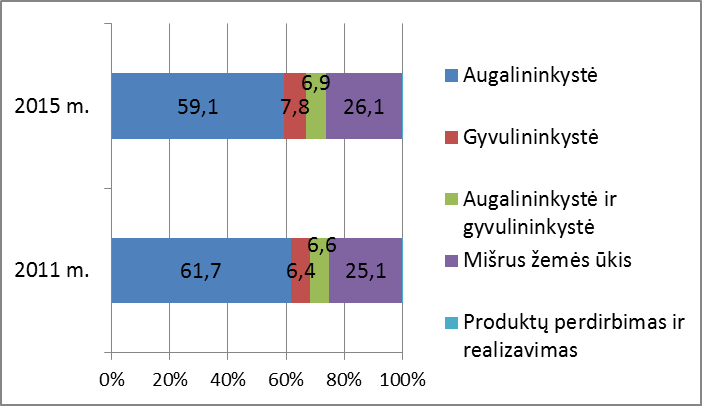 2015 m.
59,1
7,8
6,9
26,1
2011 m.
61,7
6,4
6,6
25,1
0%
20%
40%
60%
80%
100%
Augalininkystė
Gyvulininkystė
Augalininkystė ir
gyvulininkystė
Mišrus žemės ūkis
Produktų perdirbimas ir
realizavimas